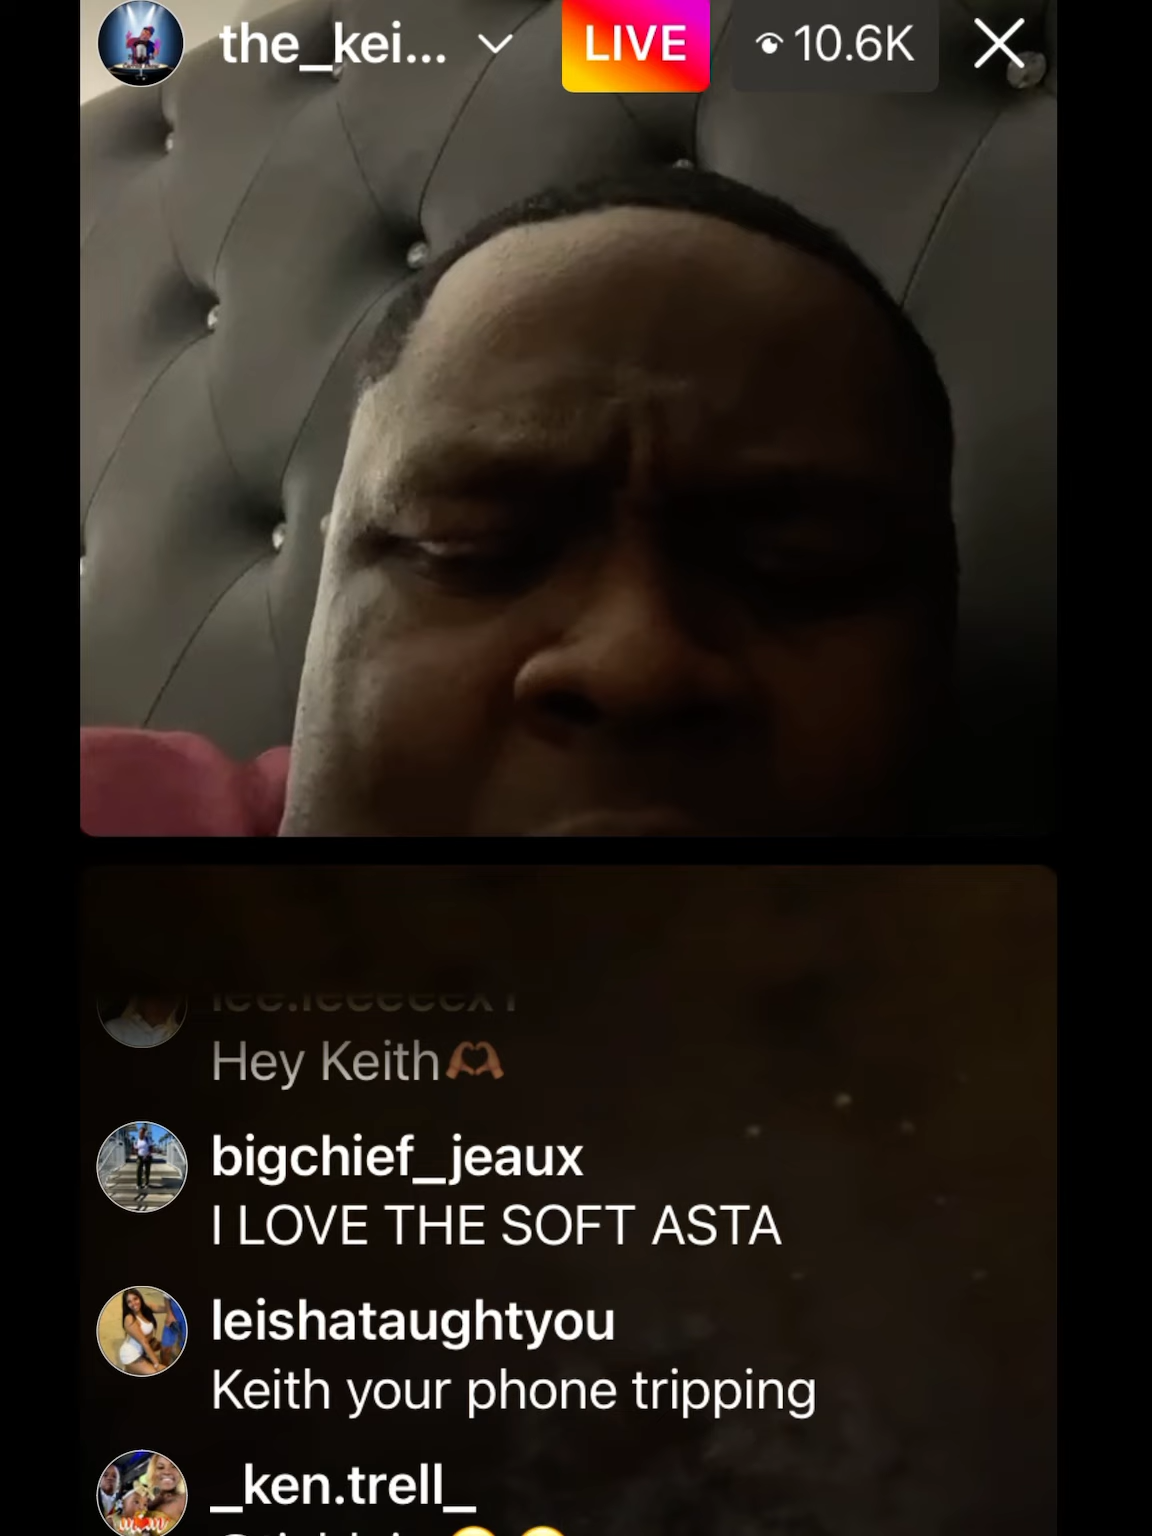 the_kei...
LIVE
10.6K
Hey Keith🫶🏽
bigchief_jeaux
I LOVE THE SOFT ASTA
leishataughtyou
Keith your phone tripping
_ken.trell_